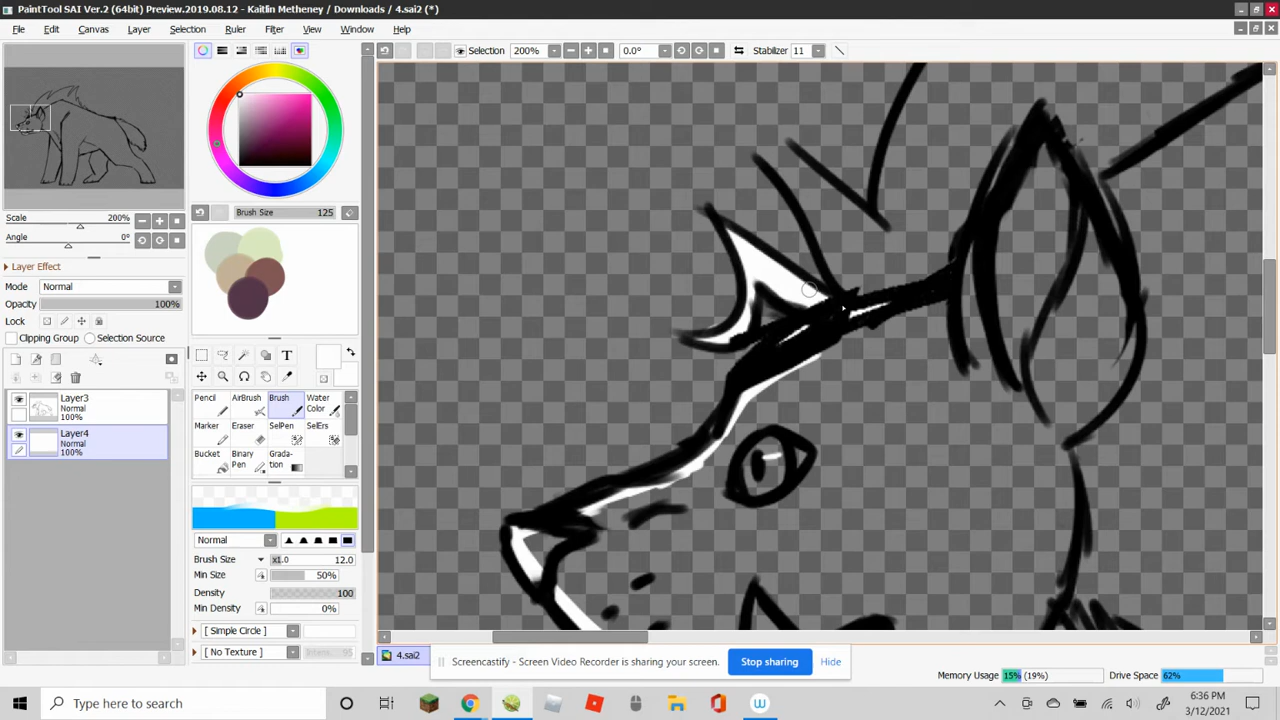 PaintTool SAI Ver.2 (64bit) Preview.2019.08.12 - Kaitlin Metheney / Downloads / 4.sai2 (*)
File Edit Canvas Layer Selection Ruler Filter View Window Help
Selection 200% 0.0° Stabilizer 11
Scale 200%
Angle 0°
Layer Effect
Mode Normal
Opacity 100%
Lock
Clipping Group Selection Source
Layer3
Normal
100%
Layer4
Normal
100%
Brush Size 125
T
Pencil AirBrush Brush Water Color
Marker Eraser SelPen SelErs
Bucket Binary Pen Grada-tion
Normal
Brush Size x1.0 12.0
Min Size 50%
Density 100
Min Density 0%
[ Simple Circle ]
[ No Texture ] 95
4.sai2
Screencastify - Screen Video Recorder is sharing your screen. Stop sharing Hide
Memory Usage 15% (19%) Drive Space 62%
Type here to search
6:36 PM
3/12/2021